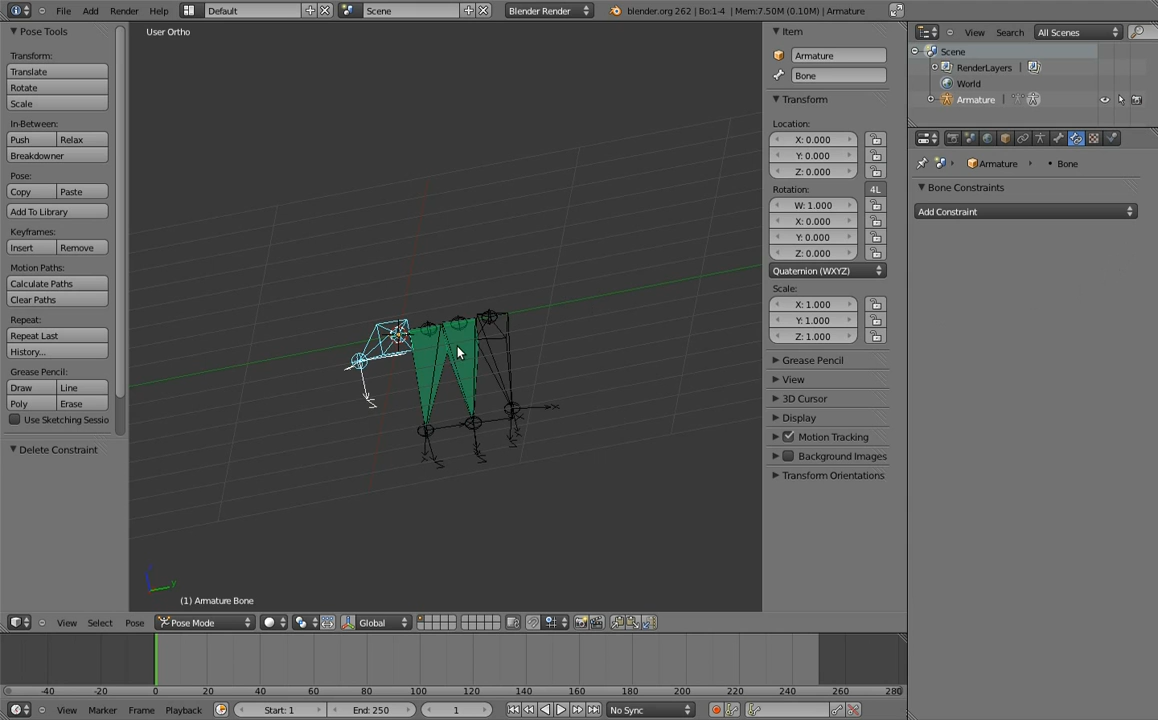 File Add Render Help Default Scene Blender Render blender.org 262 | Bo:1-4 | Mem:7.50M (0.10M) | Armature
Pose Tools
Transform:
Translate
Rotate
Scale
In-Between:
Push Relax
Breakdowner
Pose:
Copy Paste
Add To Library
Keyframes:
Insert Remove
Motion Paths:
Calculate Paths
Clear Paths
Repeat:
Repeat Last
History...
Grease Pencil:
Draw Line
Poly Erase
Use Sketching Sessio
Delete Constraint
User Ortho
(1) Armature Bone
Item
Armature
Bone
Transform
Location:
X: 0.000
Y: 0.000
Z: 0.000
Rotation:
4L
W: 1.000
X: 0.000
Y: 0.000
Z: 0.000
Quaternion (WXYZ)
Scale:
X: 1.000
Y: 1.000
Z: 1.000
Grease Pencil
View
3D Cursor
Display
Motion Tracking
Background Images
Transform Orientations
View Search All Scenes
Scene
RenderLayers |
World
Armature |
Armature Bone
Bone Constraints
Add Constraint
View Select Pose Pose Mode Global
-40 -20 0 20 40 60 80 100 120 140 160 180 200 220 240 260 280
View Marker Frame Playback Start: 1 End: 250 1 No Sync